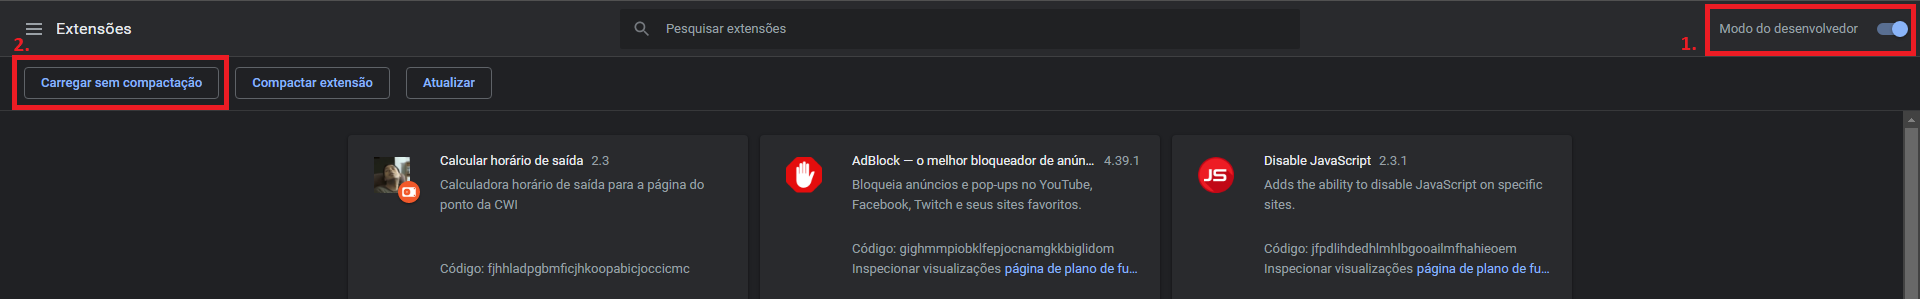 Extensões
Pesquisar extensões
Modo do desenvolvedor
1.
2.
Carregar sem compactação
Compactar extensão
Atualizar
Calcular horário de saída 2.3
Calculadora horário de saída para a página do
ponto da CWI
Código: fjhhladpgbmficjhkoopabicjoccicmc
AdBlock — o melhor bloqueador de anún... 4.39.1
Bloqueia anúncios e pop-ups no YouTube,
Facebook, Twitch e seus sites favoritos.
Código: gighmmpiobklfepjocnamgkkbiglidom
Inspecionar visualizações página de plano de fu...
JS
Disable JavaScript 2.3.1
Adds the ability to disable JavaScript on specific
sites.
Código: jfpdlihdedhlmhlbgooailmfhahieoem
Inspecionar visualizações página de plano de fu...